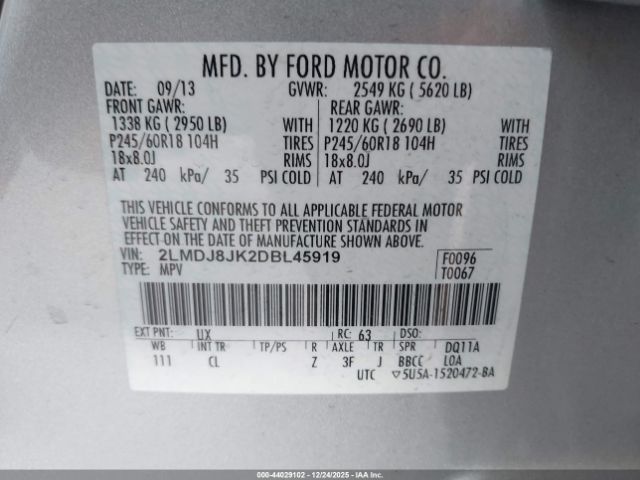 MFD. BY FORD MOTOR CO.
DATE: 09/13 GVWR: 2549 KG ( 5620 LB)
FRONT GAWR: REAR GAWR:
1338 KG ( 2950 LB) WITH 1220 KG ( 2690 LB) WITH
P245/60R18 104H TIRES P245/60R18 104H TIRES
18x8.0J RIMS 18x8.0J RIMS
AT 240 kPa/ 35 PSI COLD AT 240 kPa/ 35 PSI COLD
THIS VEHICLE CONFORMS TO ALL APPLICABLE FEDERAL MOTOR
VEHICLE SAFETY AND THEFT PREVENTION STANDARDS IN
EFFECT ON THE DATE OF MANUFACTURE SHOWN ABOVE.
VIN: 2LMDJ8JK2DBL45919 F0096
TYPE: MPV T0067
EXT PNT: UX RC: 63 DSO:
WB INT TR TP/PS R AXLE TR SPR DQ11A
111 CL Z 3F J BBCC LOA
UTC ▽5U5A-1520472-BA
000-44029102 - 12/24/2025 - IAAI.COM